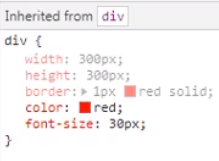 Inherited from div
div {
width: 300px;
height: 300px;
border: 1px red solid;
color: red;
font-size: 30px;
}